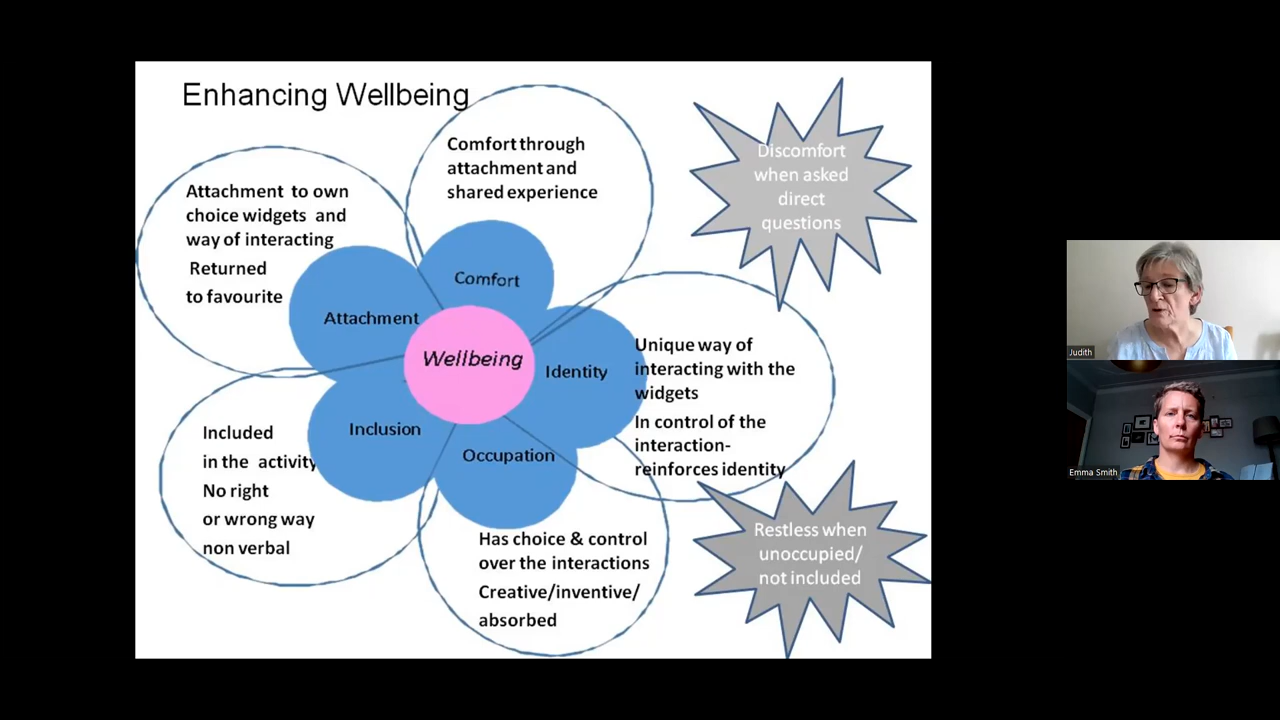 Enhancing Wellbeing
Comfort through
attachment and
shared experience
Discomfort
when asked
direct
questions
Attachment to own
choice widgets and
way of interacting
Returned
to favourite
Comfort
Attachment
Wellbeing
Identity
Unique way of
interacting with the
widgets
In control of the
interaction-
reinforces identity
Inclusion
Occupation
Included
in the activity
No right
or wrong way
non verbal
Has choice & control
over the interactions
Creative/inventive/
absorbed
Restless when
unoccupied/
not included
Judith
Emma Smith